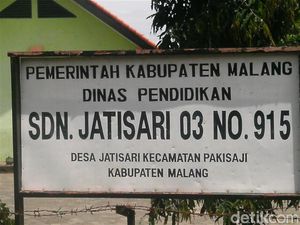 PEMERINTAH KABUPATEN MALANG
DINAS PENDIDIKAN
SDN. JATISARI 03 NO. 915
DESA JATISARI KECAMATAN PAKISAJI
KABUPATEN MALANG
detikcom